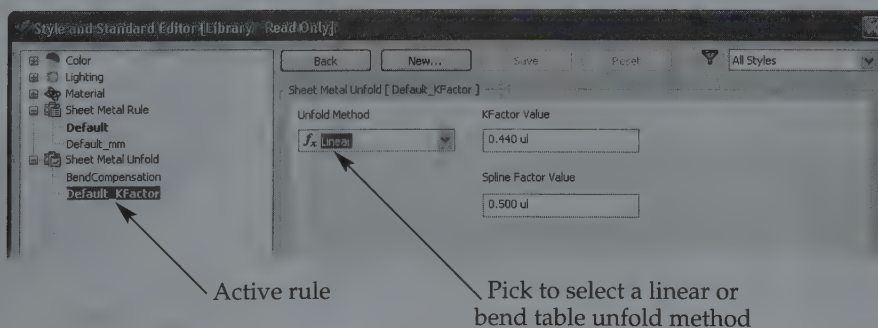 Style and Standard Editor [Library - Read Only]
Color
Lighting
Material
Sheet Metal Rule
Default
Default_mm
Sheet Metal Unfold
BendCompensation
Default_KFactor
Back
New...
Save
Reset
All Styles
Sheet Metal Unfold [ Default_KFactor ]
Unfold Method
fx Linear
KFactor Value
0.440 ul
Spline Factor Value
0.500 ul
Active rule
Pick to select a linear or
bend table unfold method